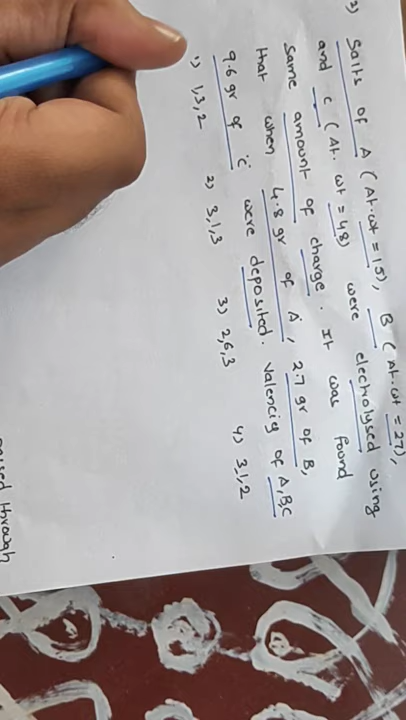 3) Salts of A (At.wt = 15), B (At.wt = 27),
and C (At. wt = 48) were electrolysed using
same amount of charge. It was found
that when 4.8 gr of A, 2.7 gr of B,
9.6 gr of 'C' were deposited. Valencies of A,B,C
1) 1,3,2 2) 3,1,3 3) 2,6,3 4) 3,1,2
passed through